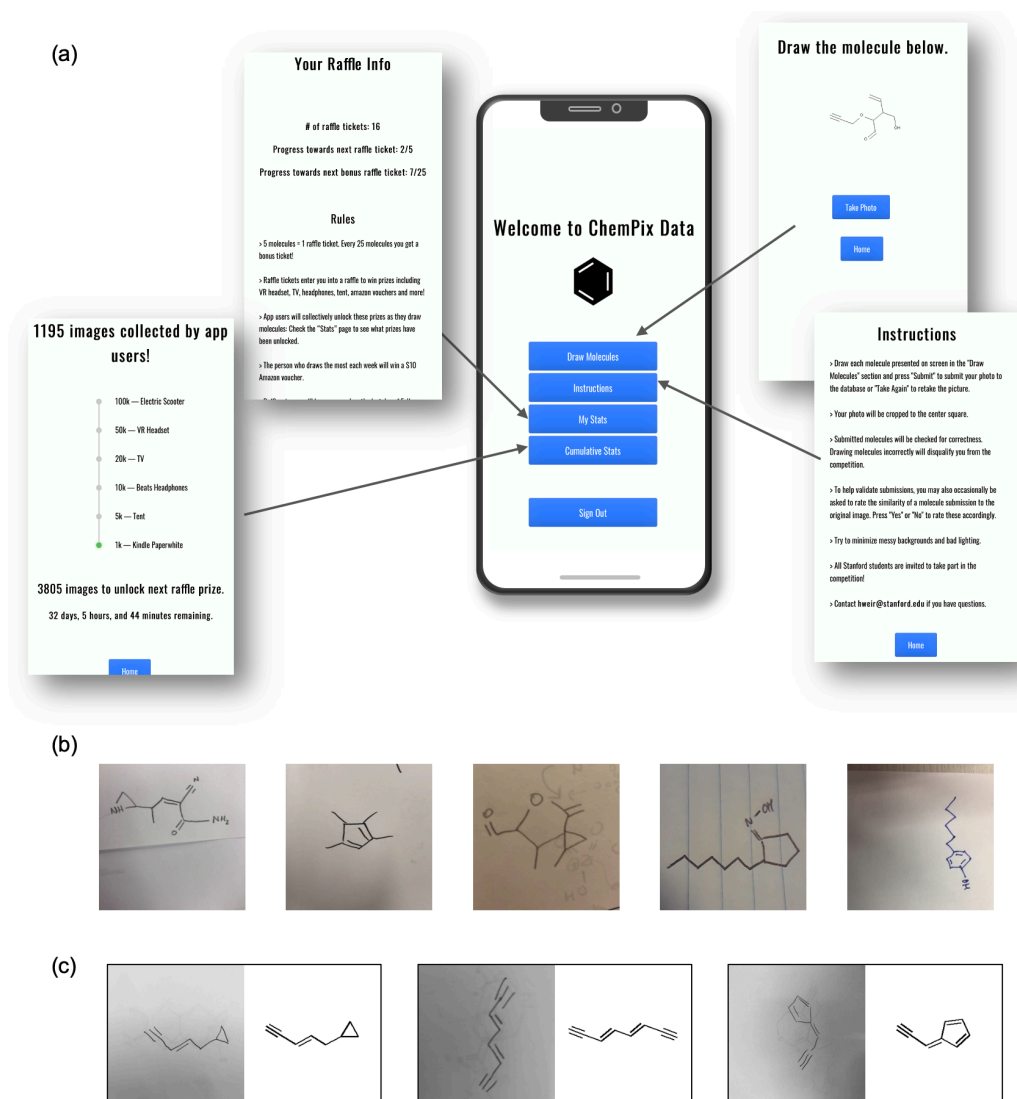 (a)
Your Raffle Info
# of raffle tickets: 16
Progress towards next raffle ticket: 2/5
Progress towards next bonus raffle ticket: 7/25
Rules
> 5 molecules = 1 raffle ticket. Every 25 molecules you get a
bonus ticket!
> Raffle tickets enter you into a raffle to win prizes including
VR headset, TV, headphones, tent, amazon vouchers and more!
> App users will collectively unlock these prizes as they draw
molecules: Check the "Stats" page to see what prizes have
been unlocked.
> The person who draws the most each week will win a $10
Amazon voucher.
1195 images collected by app
users!
100k — Electric Scooter
50k — VR Headset
20k — TV
10k — Beats Headphones
5k — Tent
1k — Kindle Paperwhite
3805 images to unlock next raffle prize.
32 days, 5 hours, and 44 minutes remaining.
Home
Welcome to ChemPix Data
Draw Molecules
Instructions
My Stats
Cumulative Stats
Sign Out
Draw the molecule below.
O
O
OH
Take Photo
Home
Instructions
> Draw each molecule presented on screen in the "Draw
Molecules" section and press "Submit" to submit your photo to
the database or "Take Again" to retake the picture.
> Your photo will be cropped to the center square.
> Submitted molecules will be checked for correctness.
Drawing molecules incorrectly will disqualify you from the
competition.
> To help validate submissions, you may also occasionally be
asked to rate the similarity of a molecule submission to the
original image. Press "Yes" or "No" to rate these accordingly.
> Try to minimize messy backgrounds and bad lighting.
> All Stanford students are invited to take part in the
competition!
> Contact hweir@stanford.edu if you have questions.
Home
(b)
NH
N
O
NH2
O
O
N-OH
OH
(c)